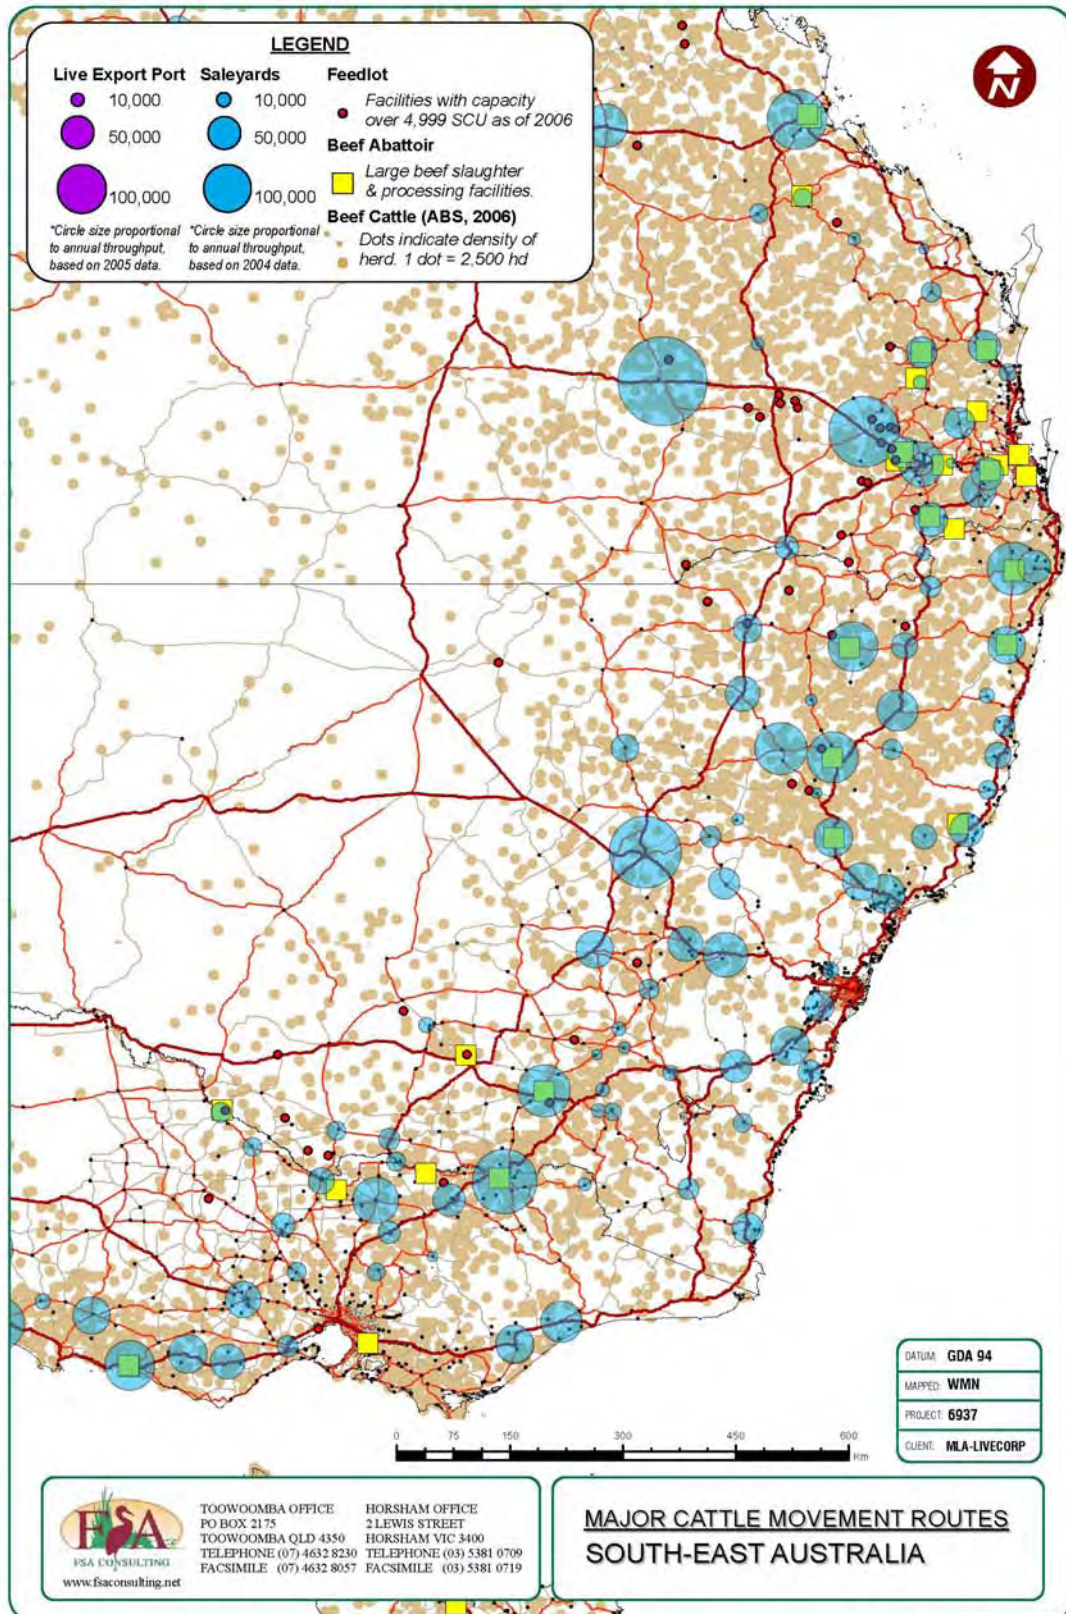 LEGEND
Live Export Port
10,000
50,000
100,000
*Circle size proportional
to annual throughput,
based on 2005 data.
Saleyards
10,000
50,000
100,000
*Circle size proportional
to annual throughput,
based on 2004 data.
Feedlot
Facilities with capacity
over 4,999 SCU as of 2006
Beef Abattoir
Large beef slaughter
& processing facilities.
Beef Cattle (ABS, 2006)
Dots indicate density of
herd. 1 dot = 2,500 hd
N
DATUM: GDA 94
MAPPED: WMN
PROJECT: 6937
CLIENT: MLA-LIVECORP
0 75 150 300 450 600
Km
FSA
FSA CONSULTING
www.fsaconsulting.net
TOOWOOMBA OFFICE
PO BOX 2175
TOOWOOMBA QLD 4350
TELEPHONE (07) 4632 8230
FACSIMILE (07) 4632 8057
HORSHAM OFFICE
2 LEWIS STREET
HORSHAM VIC 3400
TELEPHONE (03) 5381 0709
FACSIMILE (03) 5381 0719
MAJOR CATTLE MOVEMENT ROUTES
SOUTH-EAST AUSTRALIA